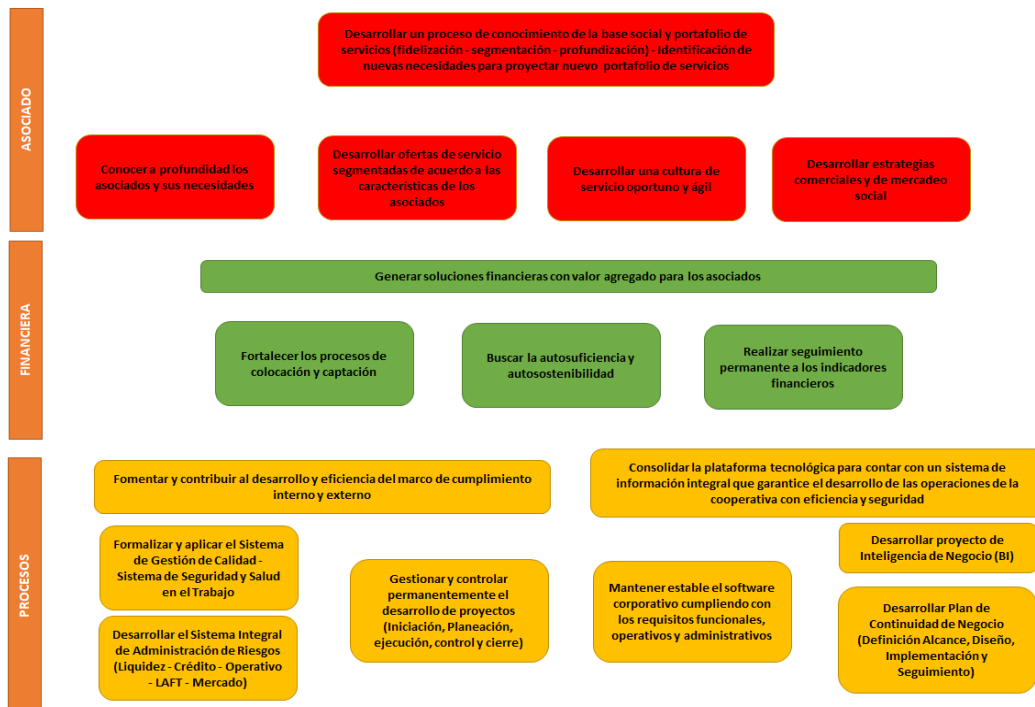 ASOCIADO
Desarrollar un proceso de conocimiento de la base social y portafolio de
servicios (fidelización - segmentación - profundización) - Identificación de
nuevas necesidades para proyectar nuevo portafolio de servicios
Conocer a profundidad los
asociados y sus necesidades
Desarrollar ofertas de servicio
segmentadas de acuerdo a las
características de los
asociados
Desarrollar una cultura de
servicio oportuno y ágil
Desarrollar estrategias
comerciales y de mercadeo
social
FINANCIERA
Generar soluciones financieras con valor agregado para los asociados
Fortalecer los procesos de
colocación y captación
Buscar la autosuficiencia y
autosostenibilidad
Realizar seguimiento
permanente a los indicadores
financieros
PROCESOS
Fomentar y contribuir al desarrollo y eficiencia del marco de cumplimiento
interno y externo
Consolidar la plataforma tecnológica para contar con un sistema de
información integral que garantice el desarrollo de las operaciones de la
cooperativa con eficiencia y seguridad
Formalizar y aplicar el Sistema
de Gestión de Calidad -
Sistema de Seguridad y Salud
en el Trabajo
Desarrollar el Sistema Integral
de Administración de Riesgos
(Liquidez - Crédito - Operativo
- LAFT - Mercado)
Gestionar y controlar
permanentemente el
desarrollo de proyectos
(Iniciación, Planeación,
ejecución, control y cierre)
Mantener estable el software
corporativo cumpliendo con
los requisitos funcionales,
operativos y administrativos
Desarrollar proyecto de
Inteligencia de Negocio (BI)
Desarrollar Plan de
Continuidad de Negocio
(Definición Alcance, Diseño,
Implementación y
Seguimiento)